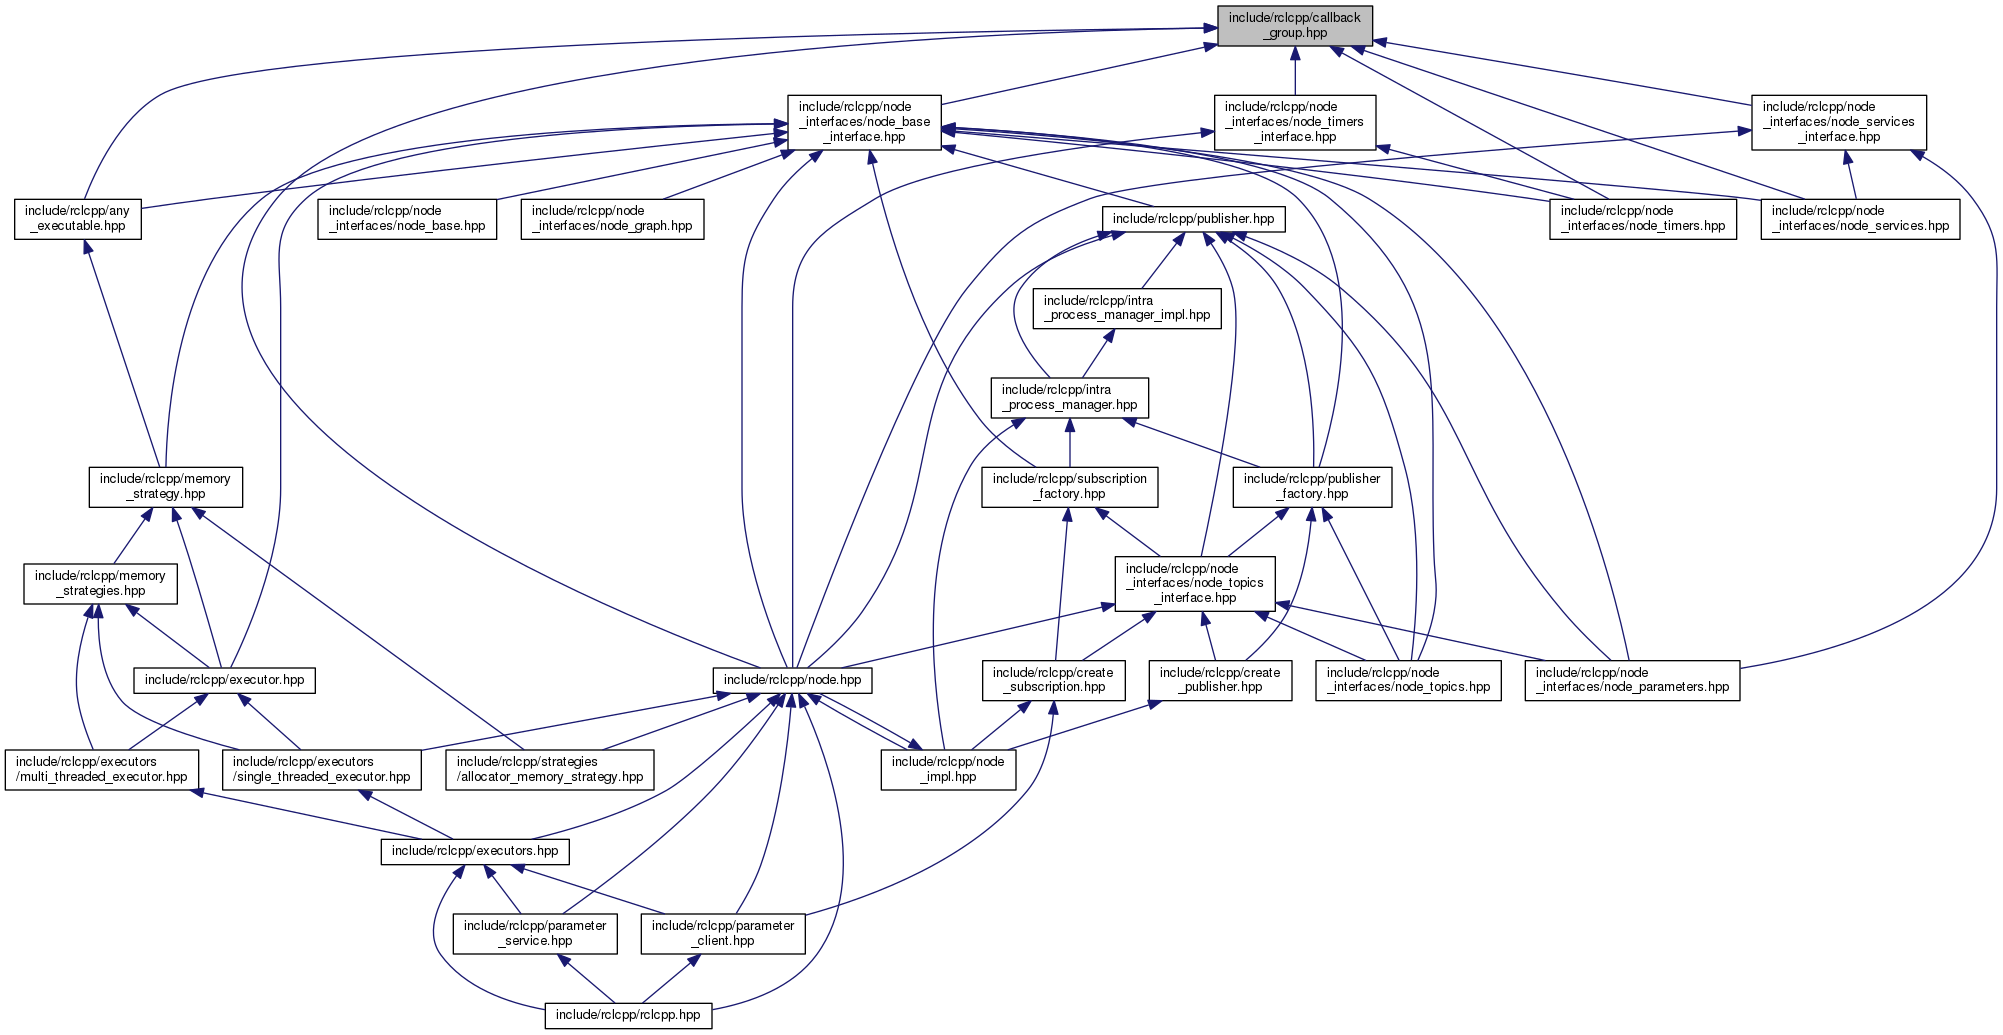 include/rclcpp/callback
_group.hpp
include/rclcpp/node
_interfaces/node_base
_interface.hpp
include/rclcpp/node
_interfaces/node_timers
_interface.hpp
include/rclcpp/node
_interfaces/node_services
_interface.hpp
include/rclcpp/any
_executable.hpp
include/rclcpp/node
_interfaces/node_base.hpp
include/rclcpp/node
_interfaces/node_graph.hpp
include/rclcpp/publisher.hpp
include/rclcpp/node
_interfaces/node_timers.hpp
include/rclcpp/node
_interfaces/node_services.hpp
include/rclcpp/intra
_process_manager_impl.hpp
include/rclcpp/intra
_process_manager.hpp
include/rclcpp/memory
_strategy.hpp
include/rclcpp/subscription
_factory.hpp
include/rclcpp/publisher
_factory.hpp
include/rclcpp/memory
_strategies.hpp
include/rclcpp/node
_interfaces/node_topics
_interface.hpp
include/rclcpp/executor.hpp
include/rclcpp/node.hpp
include/rclcpp/create
_subscription.hpp
include/rclcpp/create
_publisher.hpp
include/rclcpp/node
_interfaces/node_topics.hpp
include/rclcpp/node
_interfaces/node_parameters.hpp
include/rclcpp/executors
/multi_threaded_executor.hpp
include/rclcpp/executors
/single_threaded_executor.hpp
include/rclcpp/strategies
/allocator_memory_strategy.hpp
include/rclcpp/node
_impl.hpp
include/rclcpp/executors.hpp
include/rclcpp/parameter
_service.hpp
include/rclcpp/parameter
_client.hpp
include/rclcpp/rclcpp.hpp